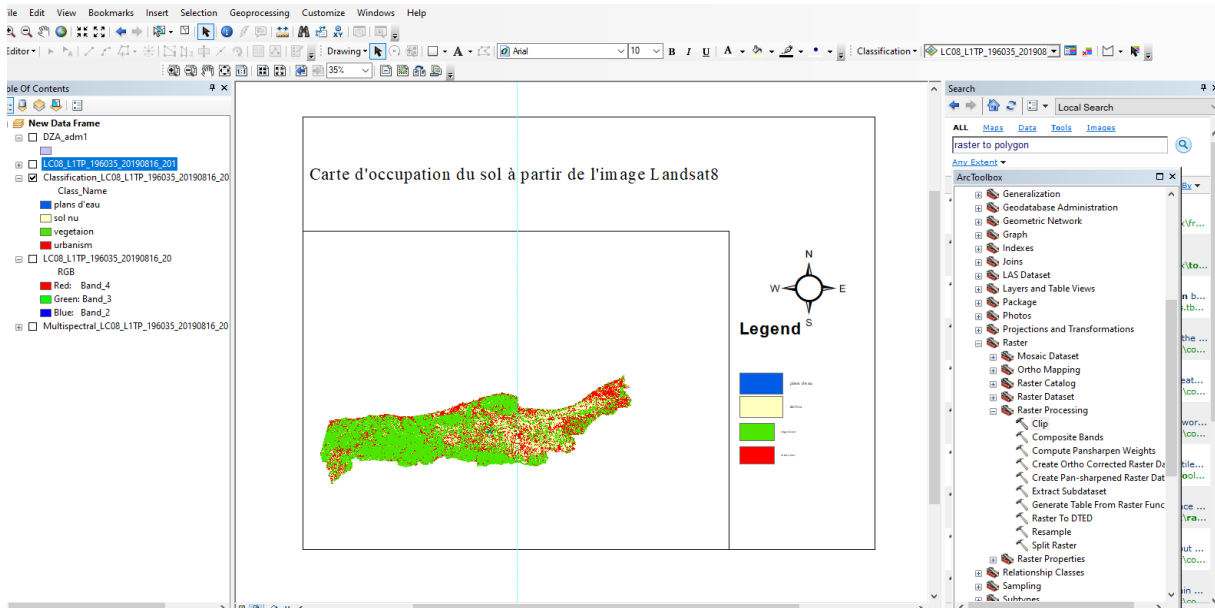 ile Edit View Bookmarks Insert Selection Geoprocessing Customize Windows Help
Editor Drawing Arial 10 B I U A Classification LC08_L1TP_196035_201908
35%
ble Of Contents
New Data Frame
DZA_adm1
LC08_L1TP_196035_20190816_201
Classification_LC08_L1TP_196035_20190816_20
Class_Name
plans d'eau
sol nu
vegetaion
urbanism
LC08_L1TP_196035_20190816_20
RGB
Red: Band_4
Green: Band_3
Blue: Band_2
Multispectral_LC08_L1TP_196035_20190816_20
Carte d'occupation du sol à partir de l'image Landsat8
N
W E
S
Legend
plans d'eau
Search
Local Search
ALL Maps Data Tools Images
raster to polygon
Any Extent
By
ArcToolbox
Generalization
Geodatabase Administration
Geometric Network
Graph
Indexes
Joins
LAS Dataset
Layers and Table Views
Package
Photos
Projections and Transformations
Raster
Mosaic Dataset
Ortho Mapping
Raster Catalog
Raster Dataset
Raster Processing
Clip
Composite Bands
Compute Pansharpen Weights
Create Ortho Corrected Raster Da
Create Pan-sharpened Raster Dat
Extract Subdataset
Generate Table From Raster Func
Raster To DTED
Resample
Split Raster
Raster Properties
Relationship Classes
Sampling
Subtypes